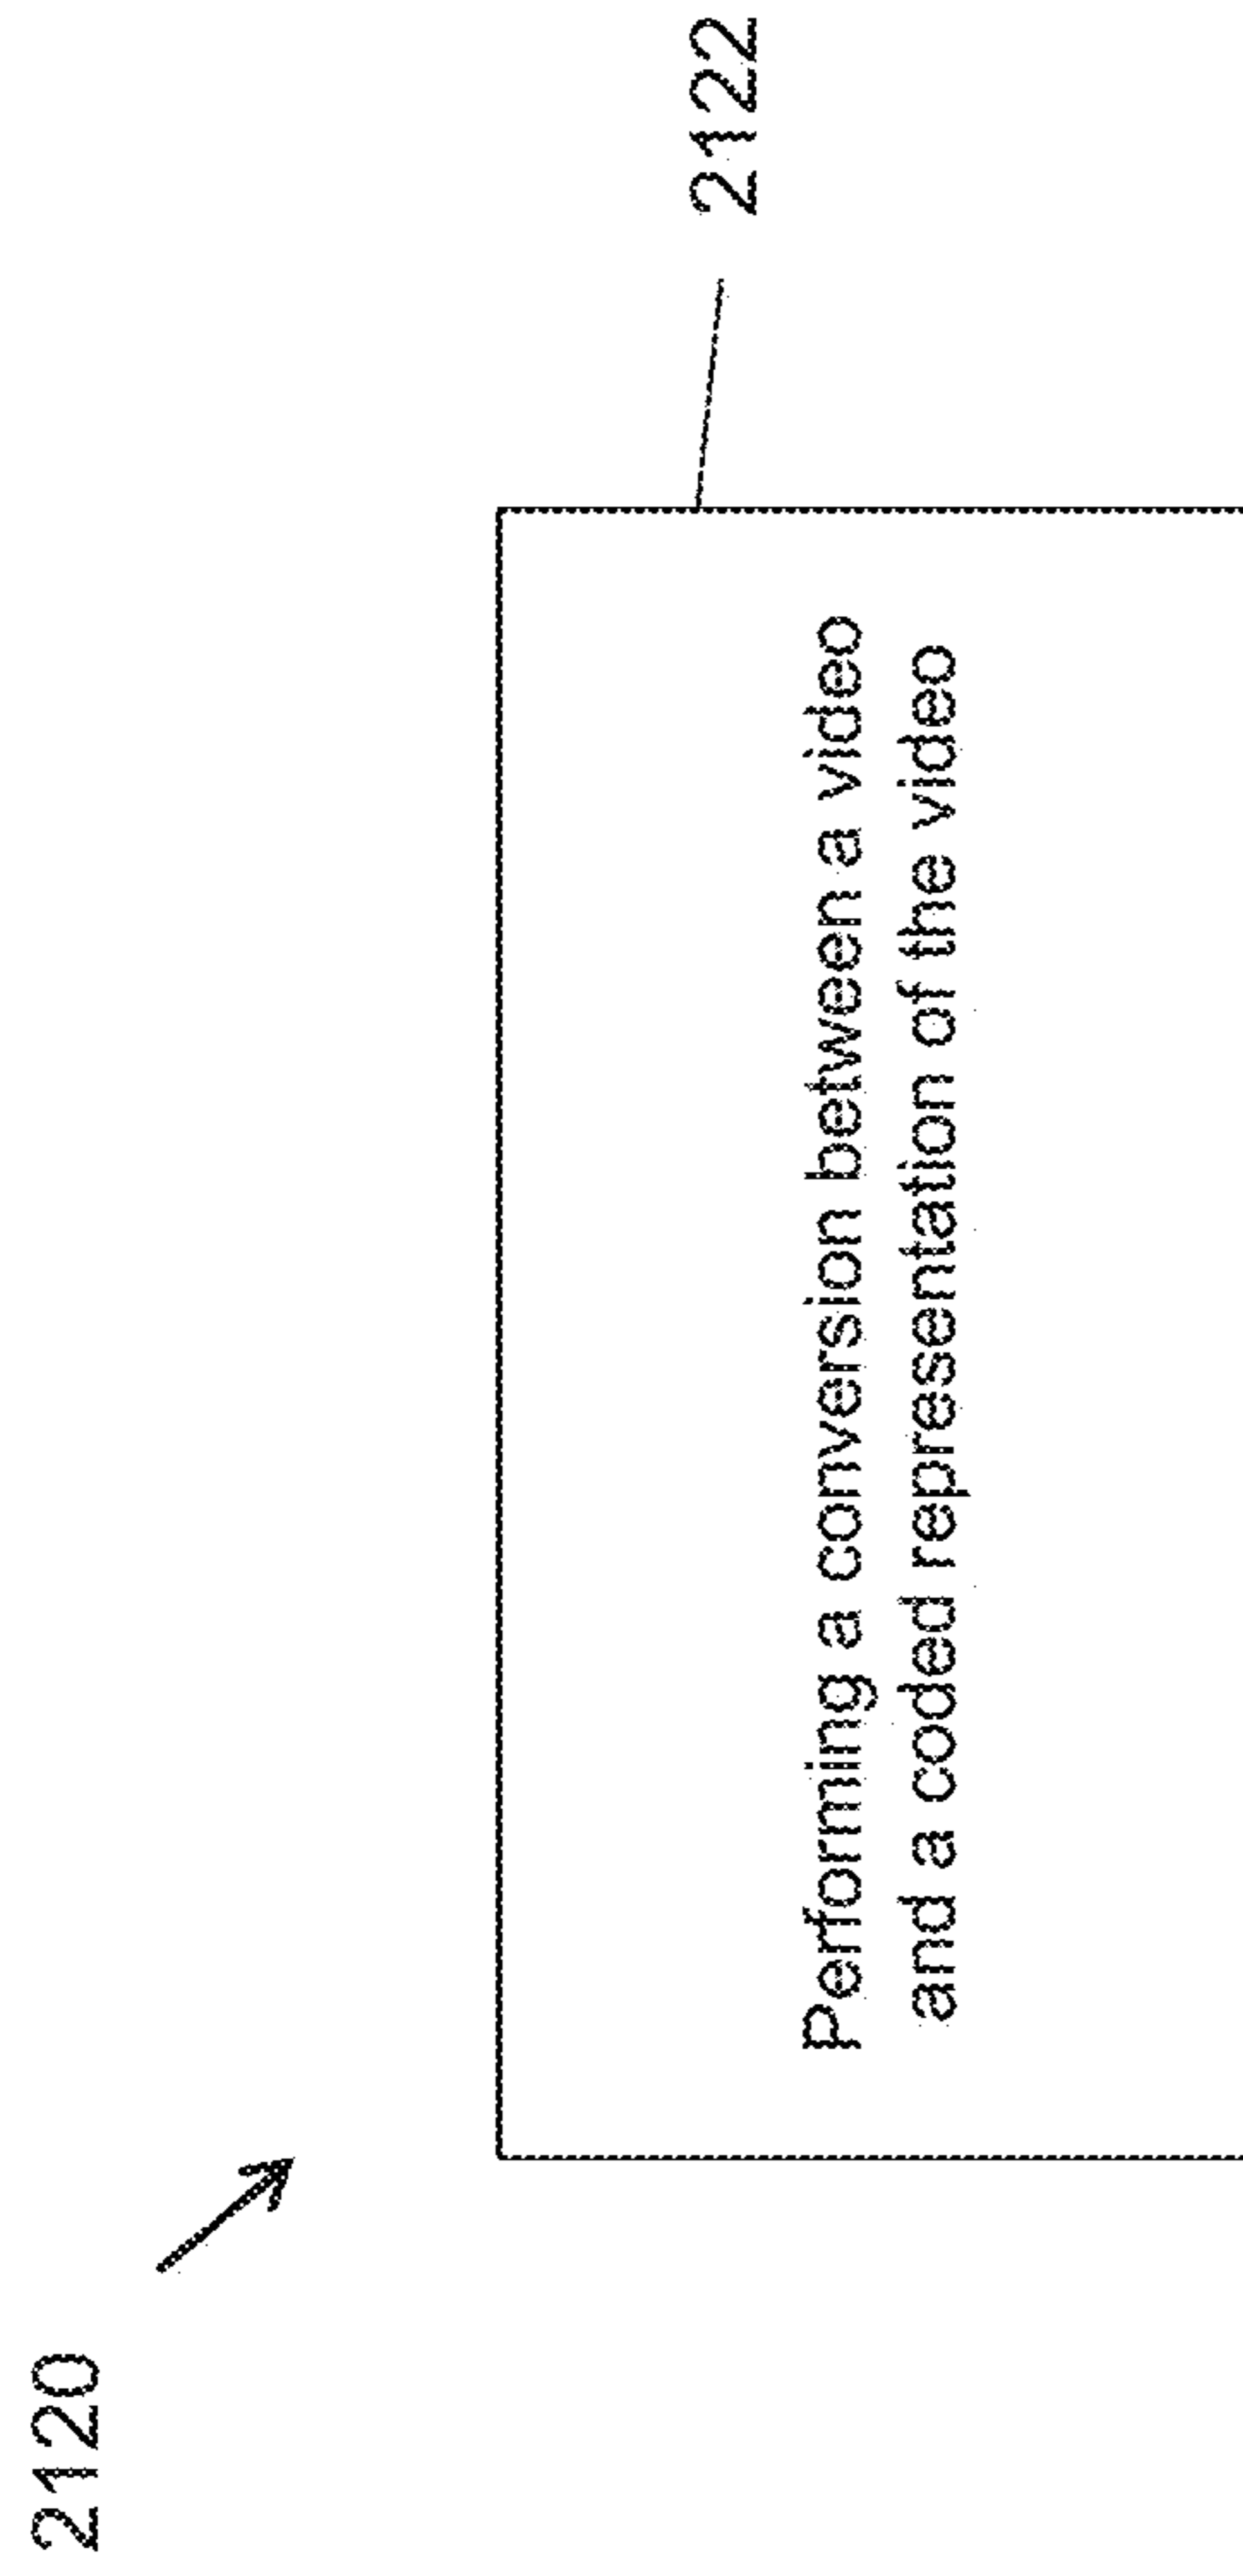 2120
2122
Performing a conversion between a video
and a coded representation of the video